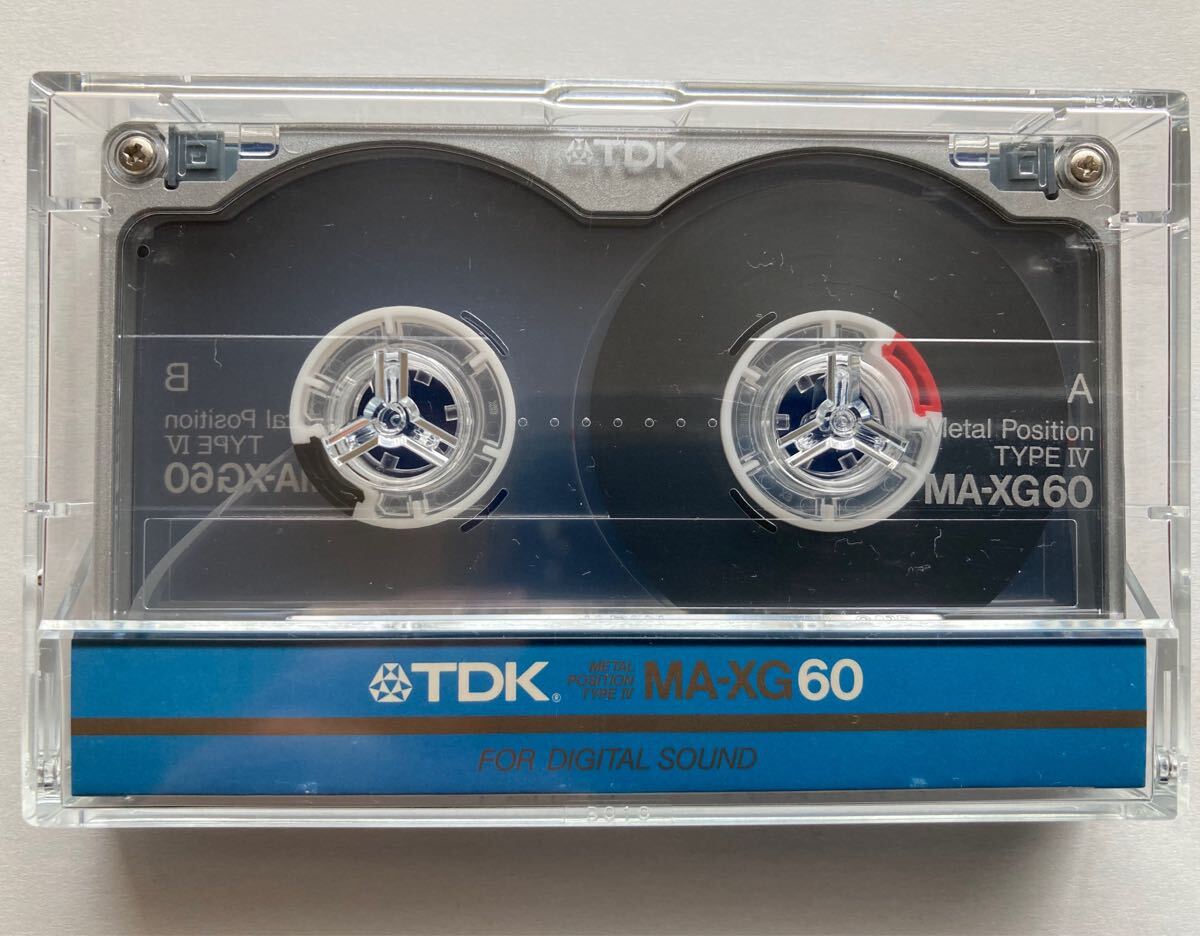 TDK
B
Metal Position
TYPE IV
MA-XG60
A
Metal Position
TYPE IV
MA-XG60
TDK®
METAL
POSITION
TYPE IV
MA-XG60
FOR DIGITAL SOUND